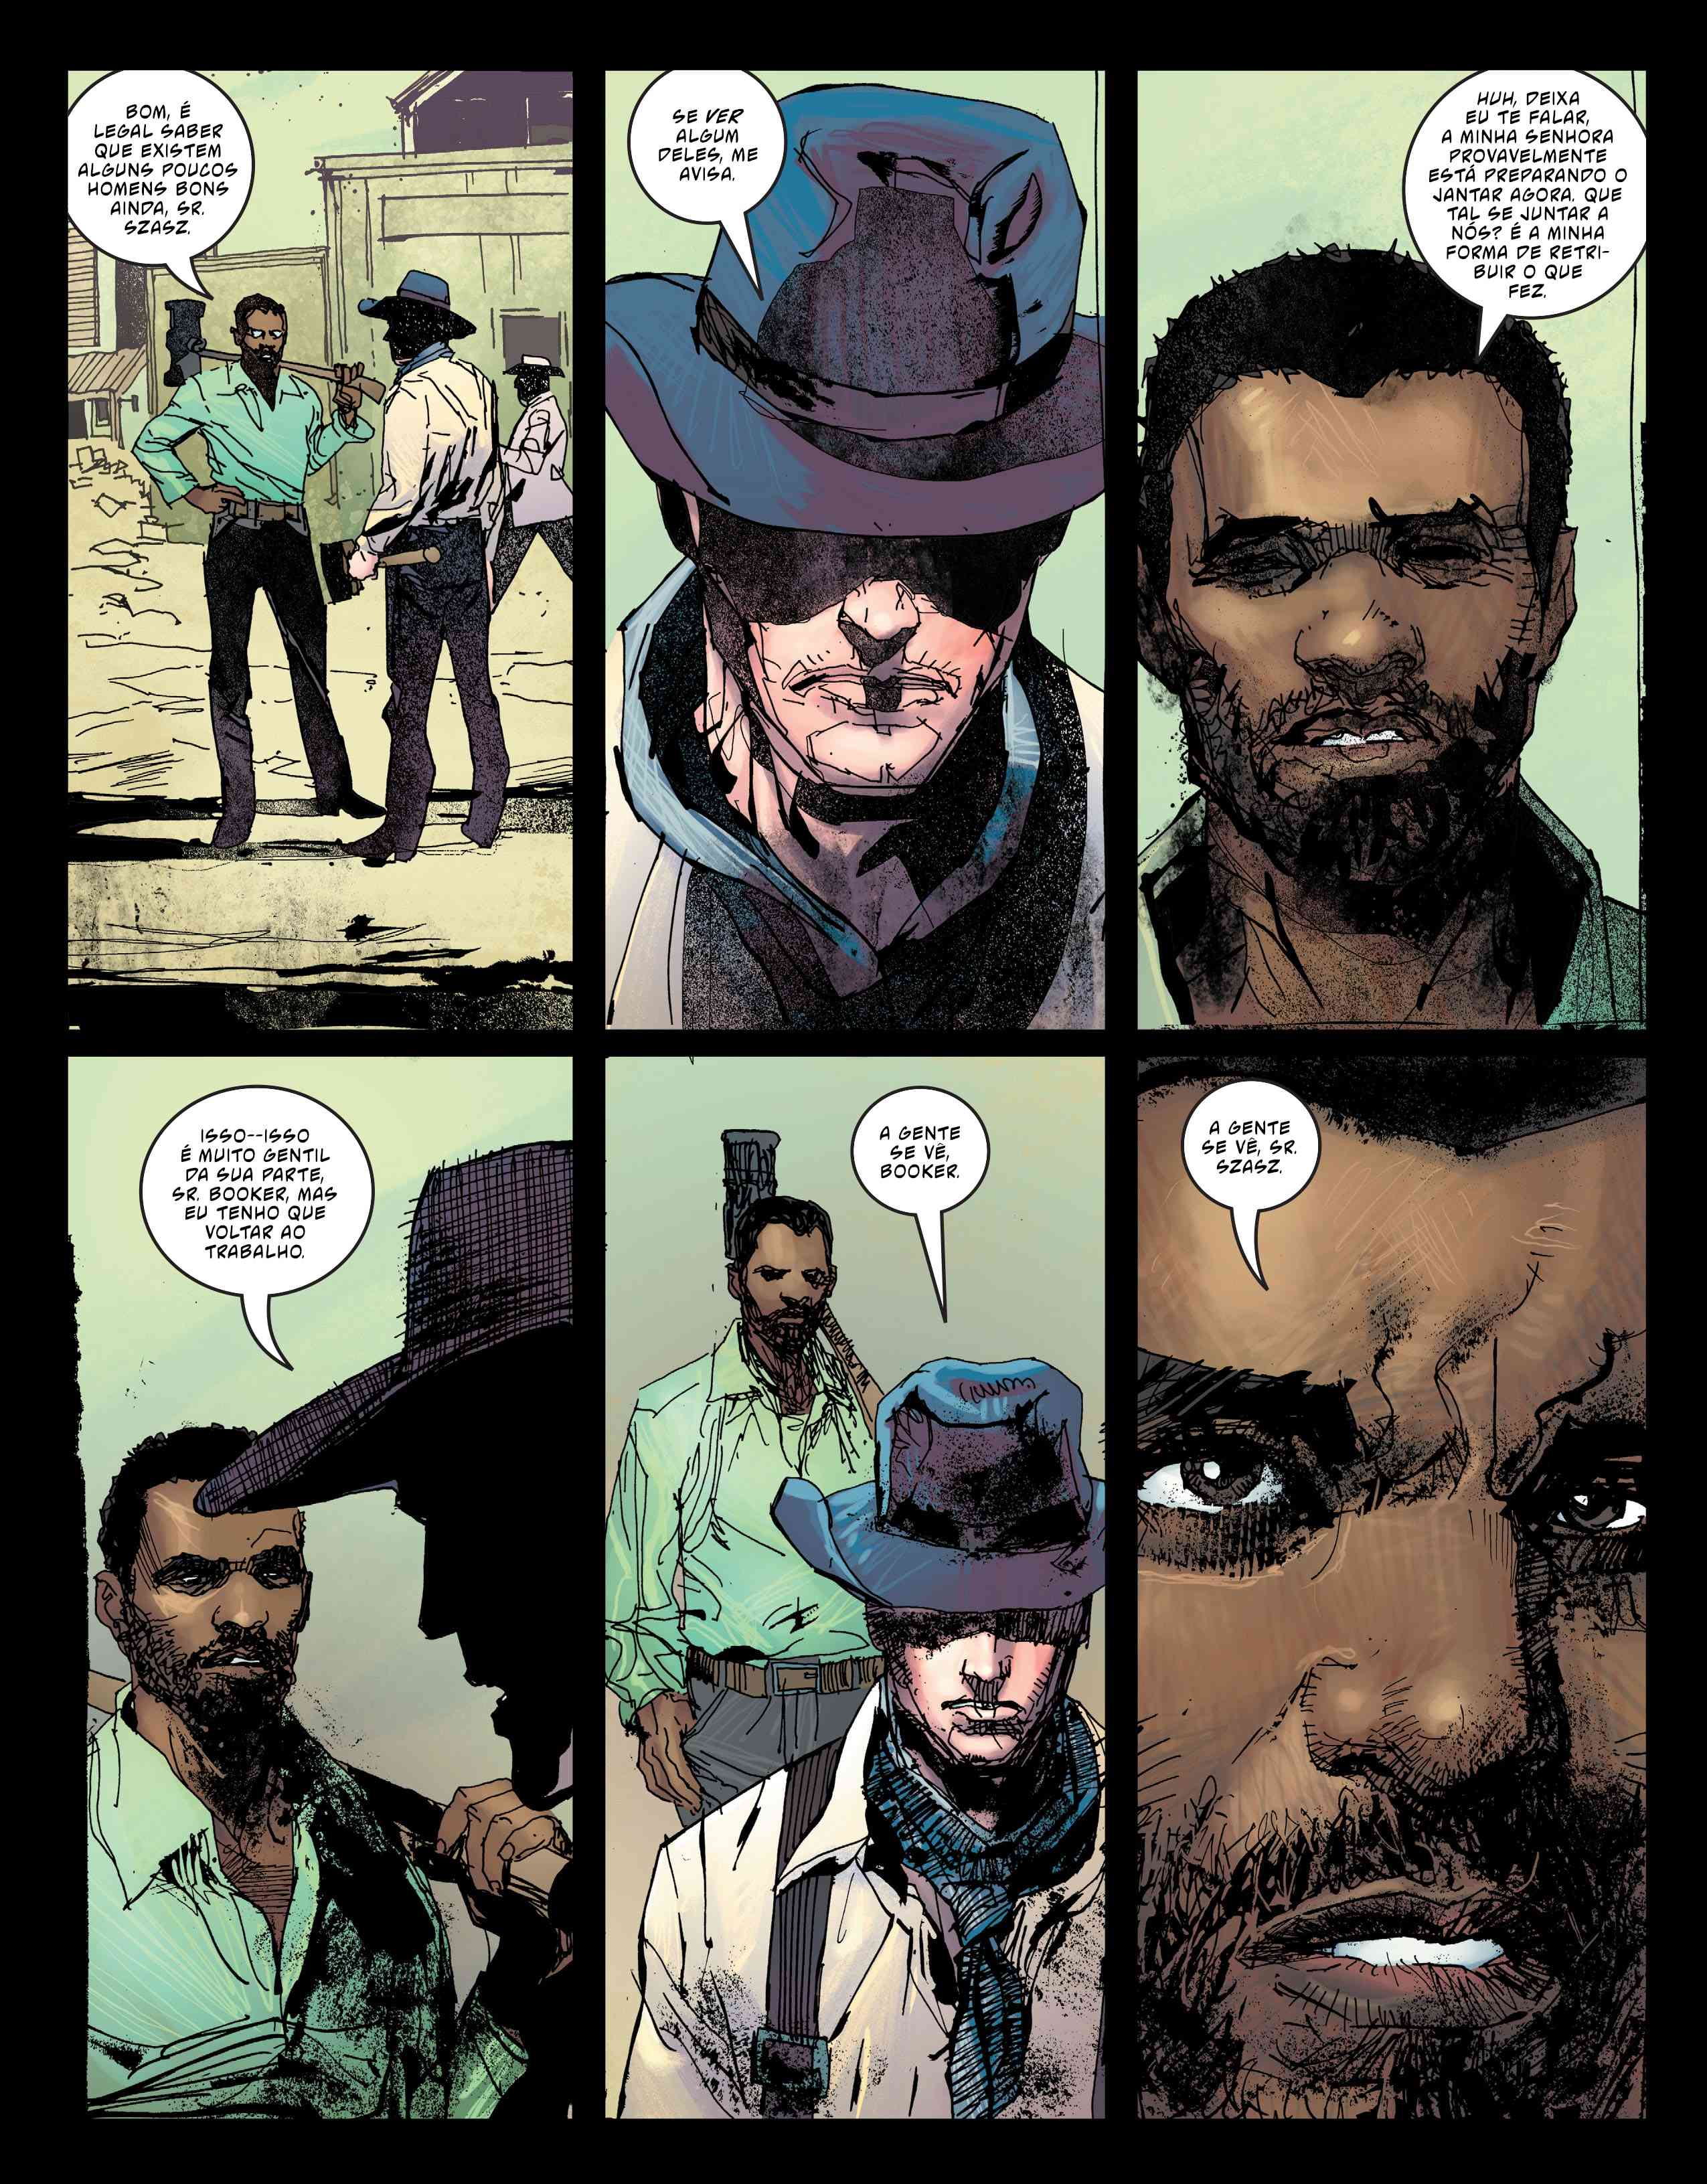 BOM, É
LEGAL SABER
QUE EXISTEM
ALGUNS POUCOS
HOMENS BONS
AINDA, SR.
SZASZ.
SE VER
ALGUM
DELES, ME
AVISA.
HUH, DEIXA
EU TE FALAR,
A MINHA SENHORA
PROVAVELMENTE
ESTÁ PREPARANDO O
JANTAR AGORA. QUE
TAL SE JUNTAR A
NÓS? É A MINHA
FORMA DE RETRI-
BUIR O QUE
FEZ.
ISSO--ISSO
É MUITO GENTIL
DA SUA PARTE,
SR. BOOKER, MAS
EU TENHO QUE
VOLTAR AO
TRABALHO.
A GENTE
SE VÊ,
BOOKER.
A GENTE
SE VÊ, SR.
SZASZ.